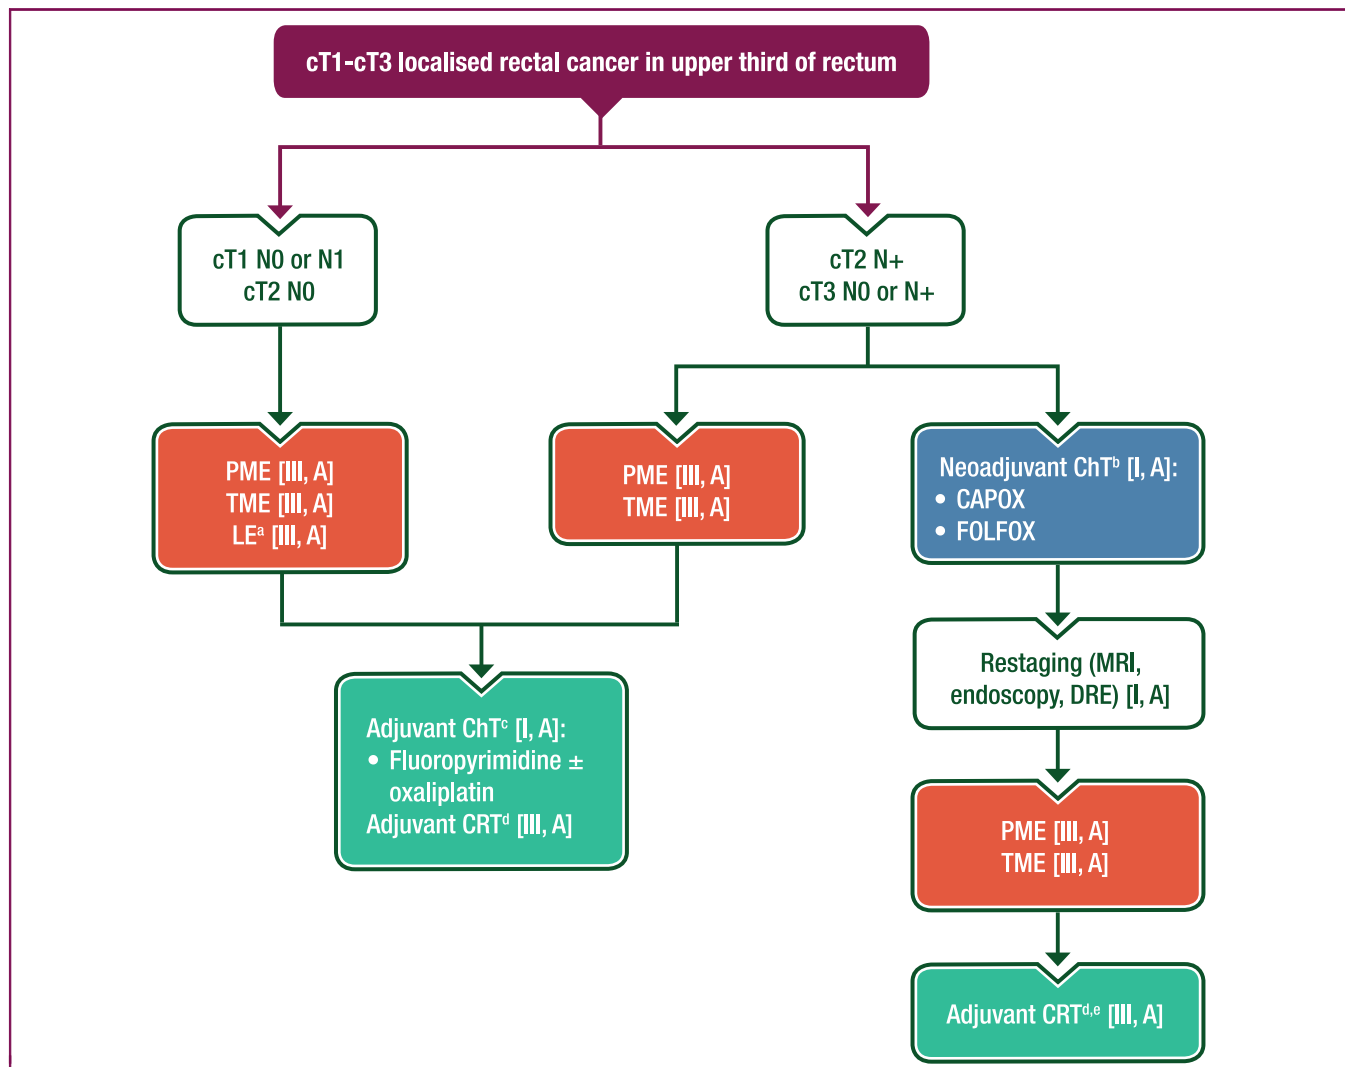 cT1-cT3 localised rectal cancer in upper third of rectum
cT1 N0 or N1
cT2 N0
cT2 N+
cT3 N0 or N+
PME [III, A]
TME [III, A]
LEᵃ [III, A]
PME [III, A]
TME [III, A]
Neoadjuvant ChTᵇ [I, A]:
• CAPOX
• FOLFOX
Restaging (MRI,
endoscopy, DRE) [I, A]
Adjuvant ChTᶜ [I, A]:
• Fluoropyrimidine ±
oxaliplatin
Adjuvant CRTᵈ [III, A]
PME [III, A]
TME [III, A]
Adjuvant CRTᵈ,ᵉ [III, A]